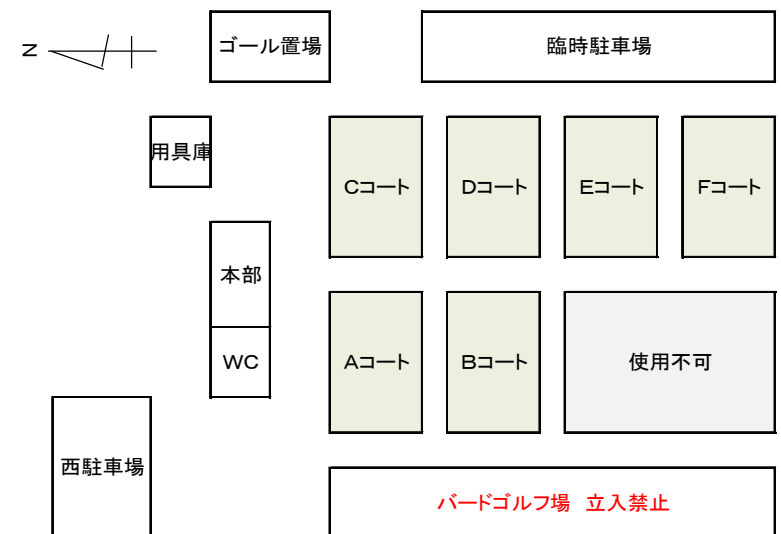 N
ゴール置場
臨時駐車場
用具庫
Cコート
Dコート
Eコート
Fコート
本部
WC
Aコート
Bコート
使用不可
西駐車場
バードゴルフ場 立入禁止